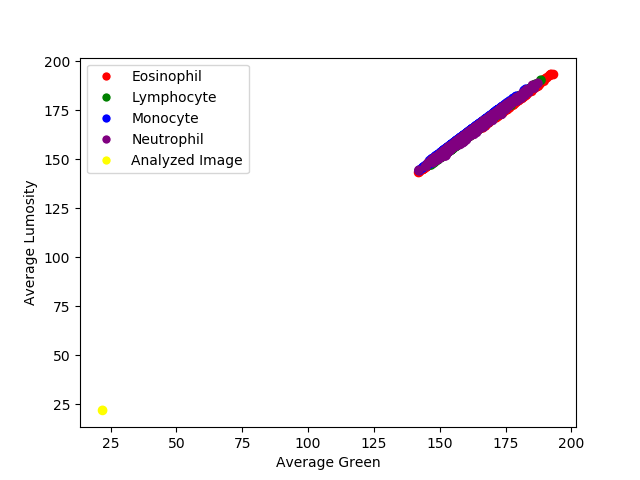 200
175
150
125
100
75
50
25
Average Lumosity
Eosinophil
Lymphocyte
Monocyte
Neutrophil
Analyzed Image
25 50 75 100 125 150 175 200
Average Green